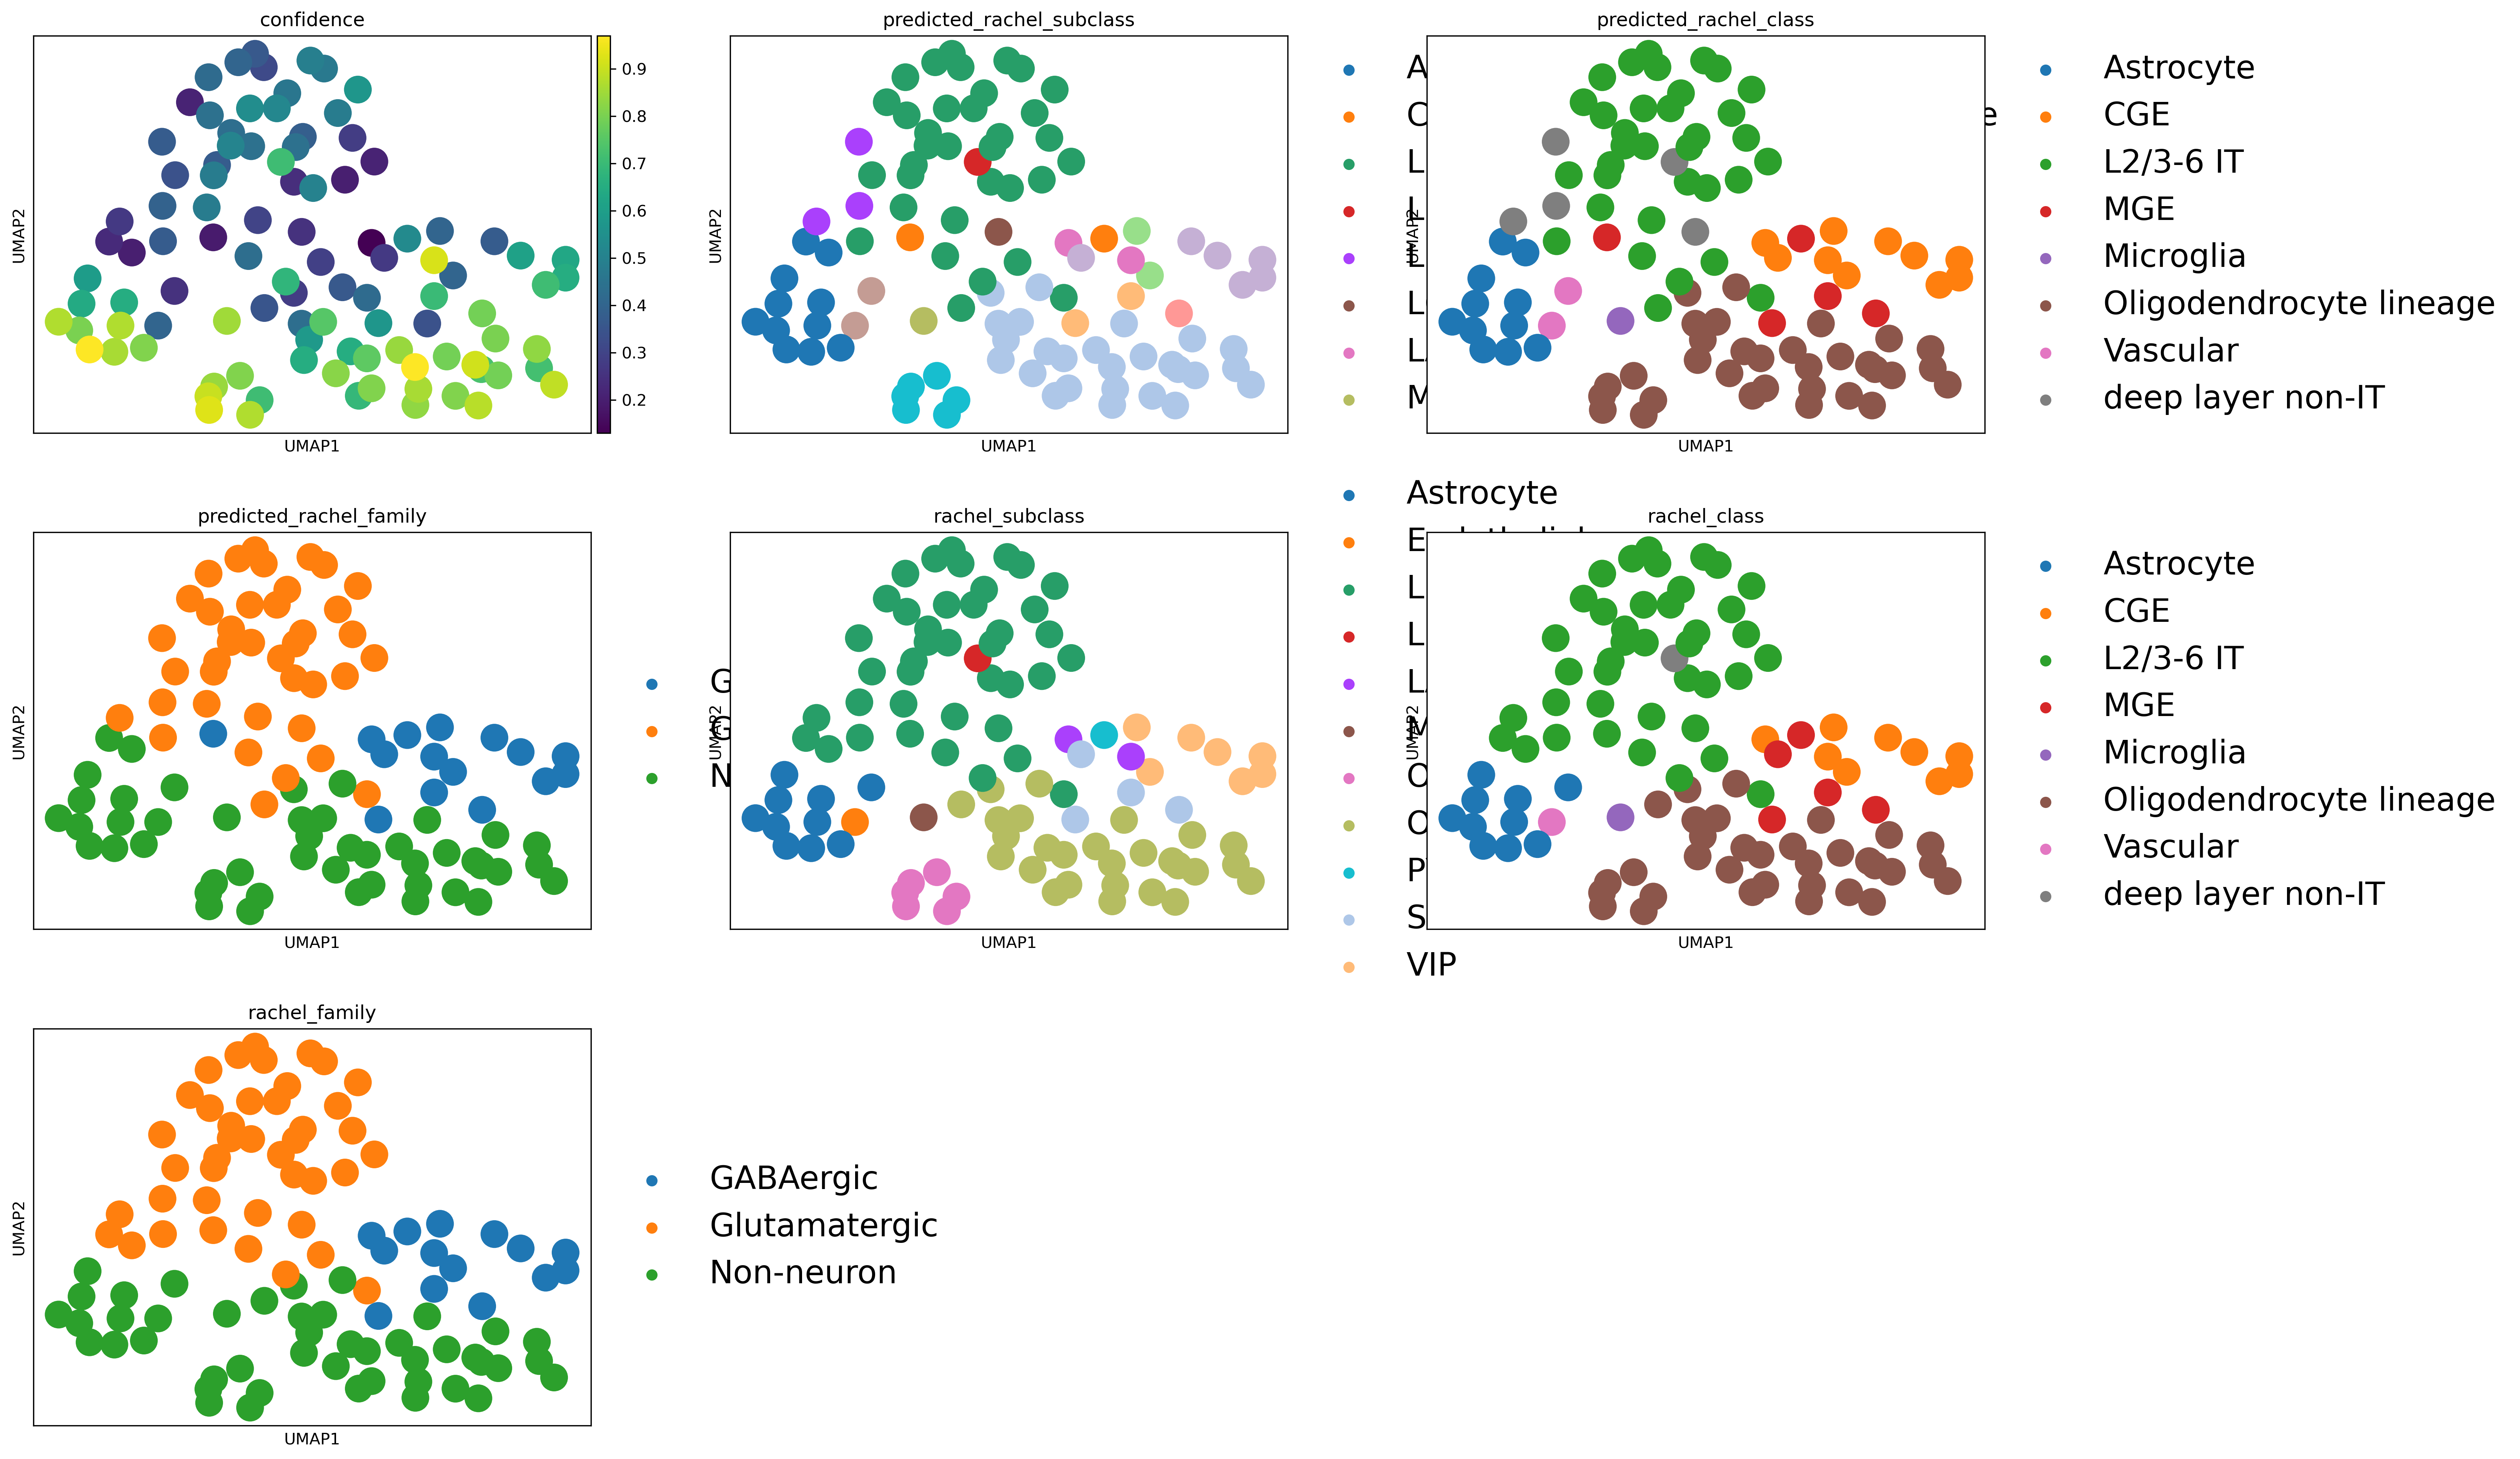 confidence
UMAP2
UMAP1
0.9
0.8
0.7
0.6
0.5
0.4
0.3
0.2
predicted_rachel_subclass
UMAP2
UMAP1
predicted_rachel_class
UMAP2
UMAP1
Astrocyte
CGE
L2/3-6 IT
MGE
Microglia
Oligodendrocyte lineage
Vascular
deep layer non-IT
predicted_rachel_family
UMAP2
UMAP1
rachel_subclass
UMAP2
UMAP1
Astrocyte
VIP
rachel_class
UMAP2
UMAP1
Astrocyte
CGE
L2/3-6 IT
MGE
Microglia
Oligodendrocyte lineage
Vascular
deep layer non-IT
rachel_family
UMAP2
UMAP1
GABAergic
Glutamatergic
Non-neuron